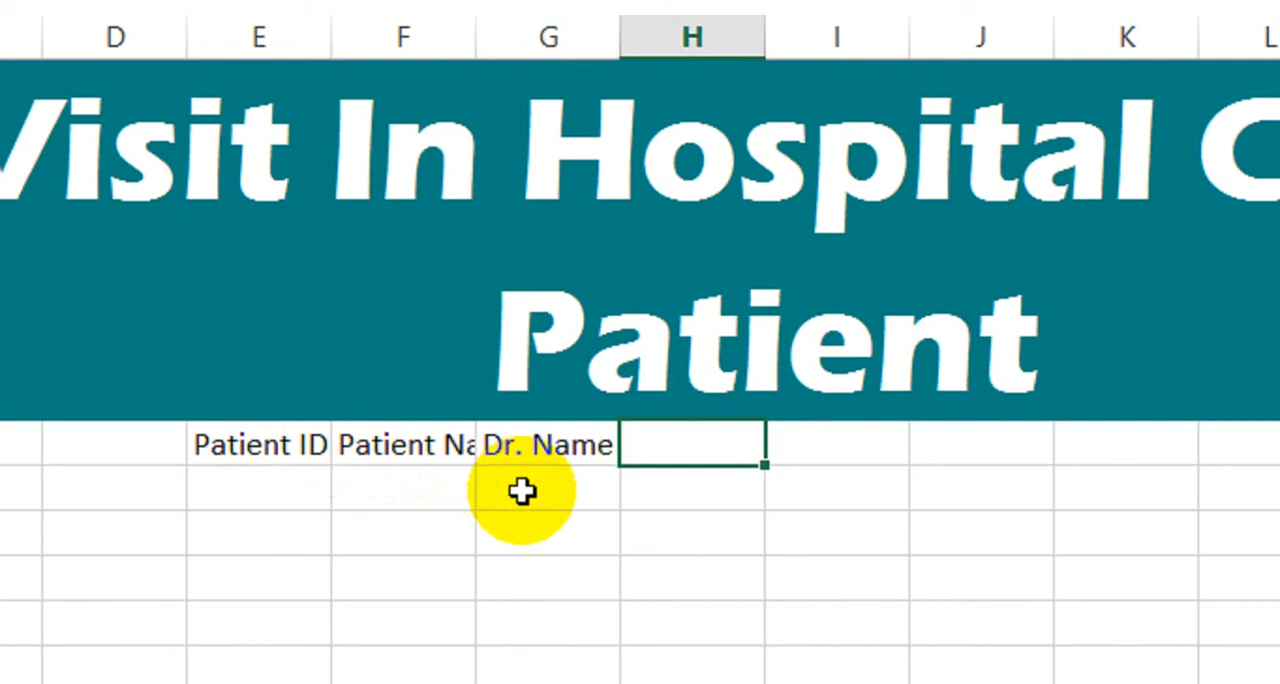 D E F G H I J K L
Visit In Hospital C
Patient
Patient ID Patient Na Dr. Name